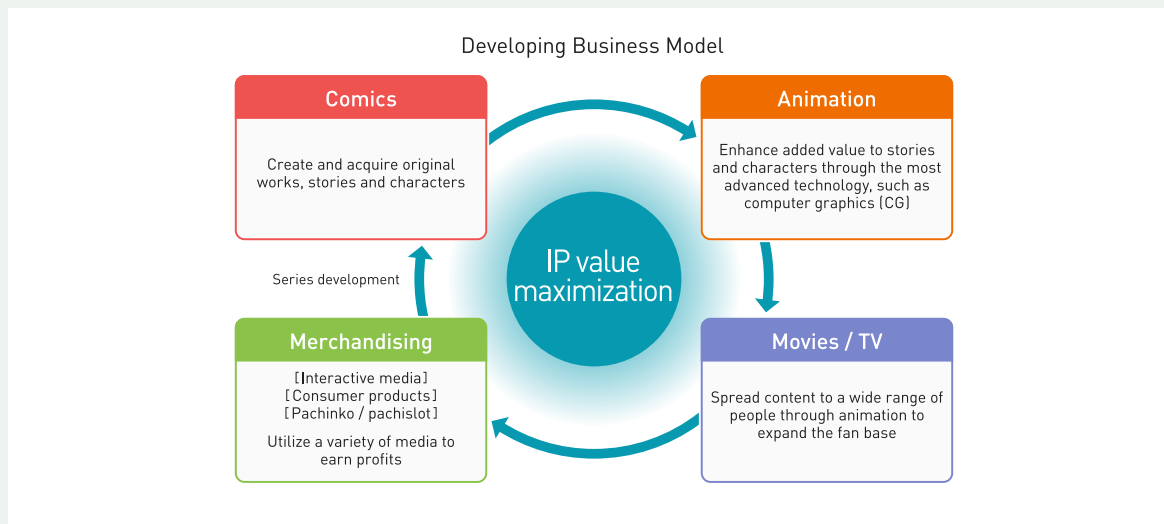 Developing Business Model
Comics
Create and acquire original
works, stories and characters
Animation
Enhance added value to stories
and characters through the most
advanced technology, such as
computer graphics (CG)
IP value
maximization
Series development
Merchandising
[Interactive media]
[Consumer products]
[Pachinko / pachislot]
Utilize a variety of media to
earn profits
Movies / TV
Spread content to a wide range of
people through animation to
expand the fan base